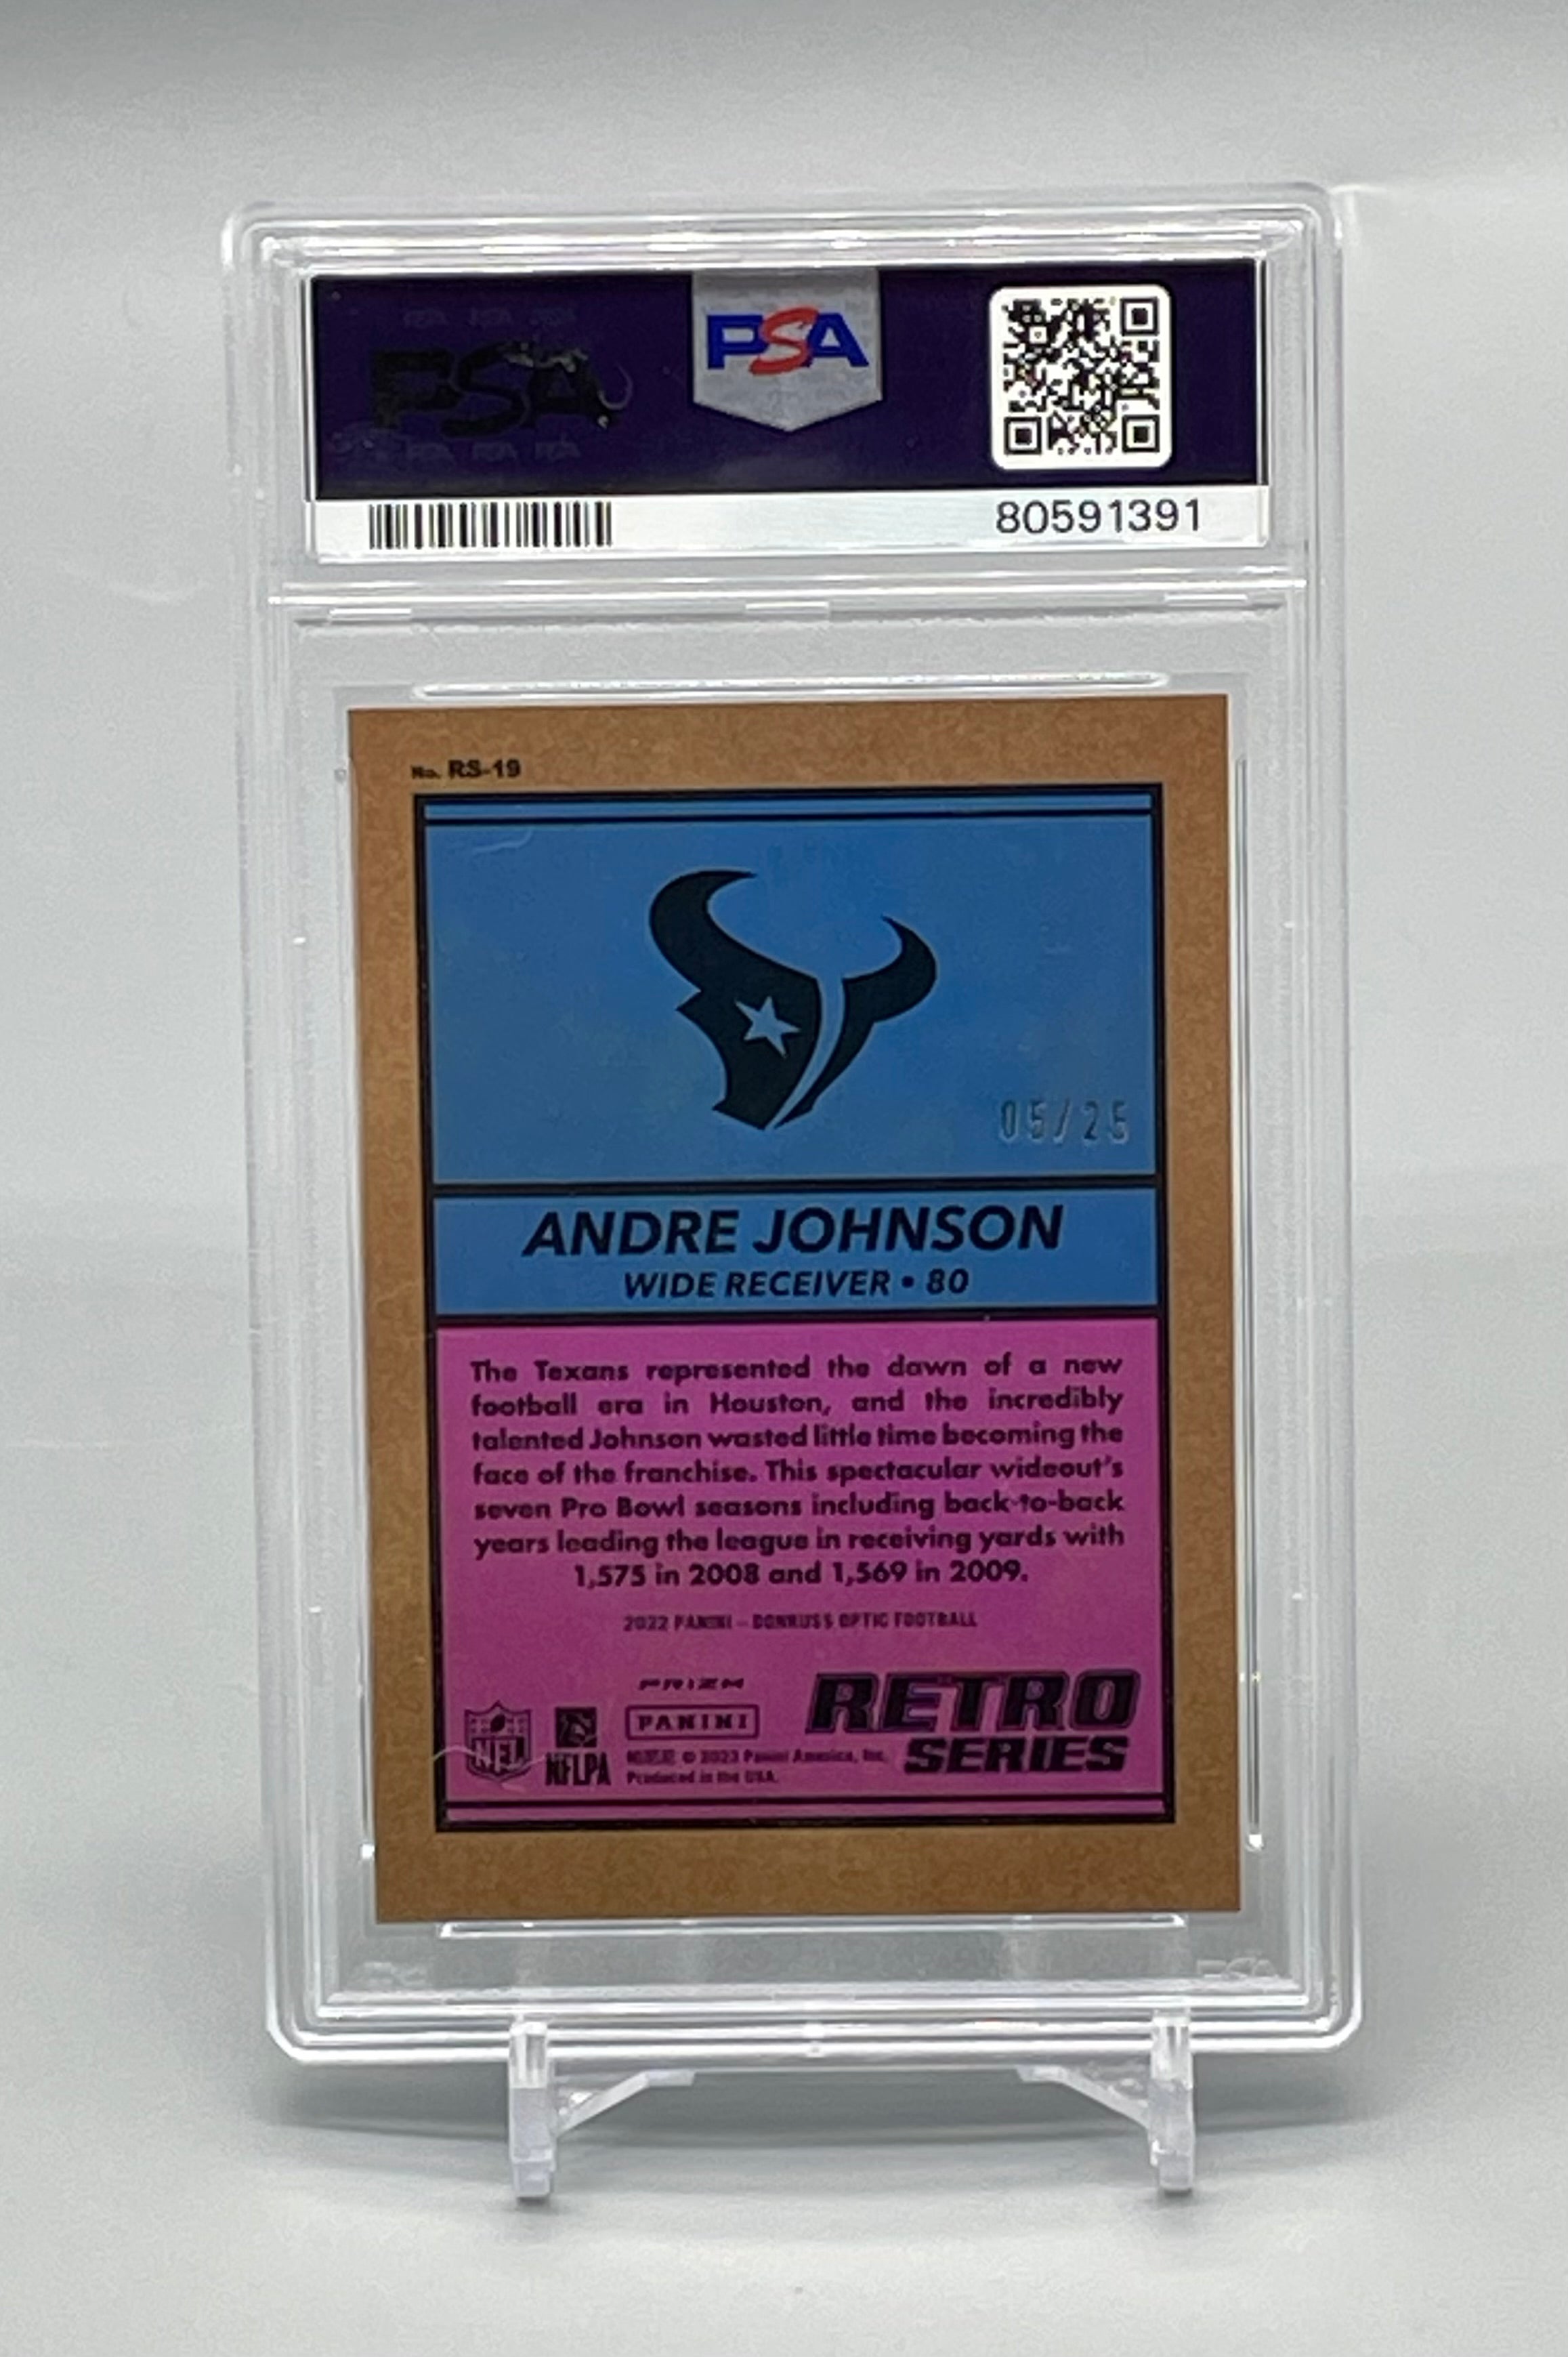 PSA
PSA
80591391
No. RS-19
05/25
ANDRE JOHNSON
WIDE RECEIVER • 80
The Texans represented the dawn of a new
football era in Houston, and the incredibly
talented Johnson wasted little time becoming the
face of the franchise. This spectacular wideout's
seven Pro Bowl seasons including back-to-back
years leading the league in receiving yards with
1,575 in 2008 and 1,569 in 2009.
2022 PANINI – DONRUSS OPTIC FOOTBALL
PRIZM
PANINI
RETRO
SERIES
NFL
NFLPA
© 2023 Panini America, Inc.
Produced in the USA.